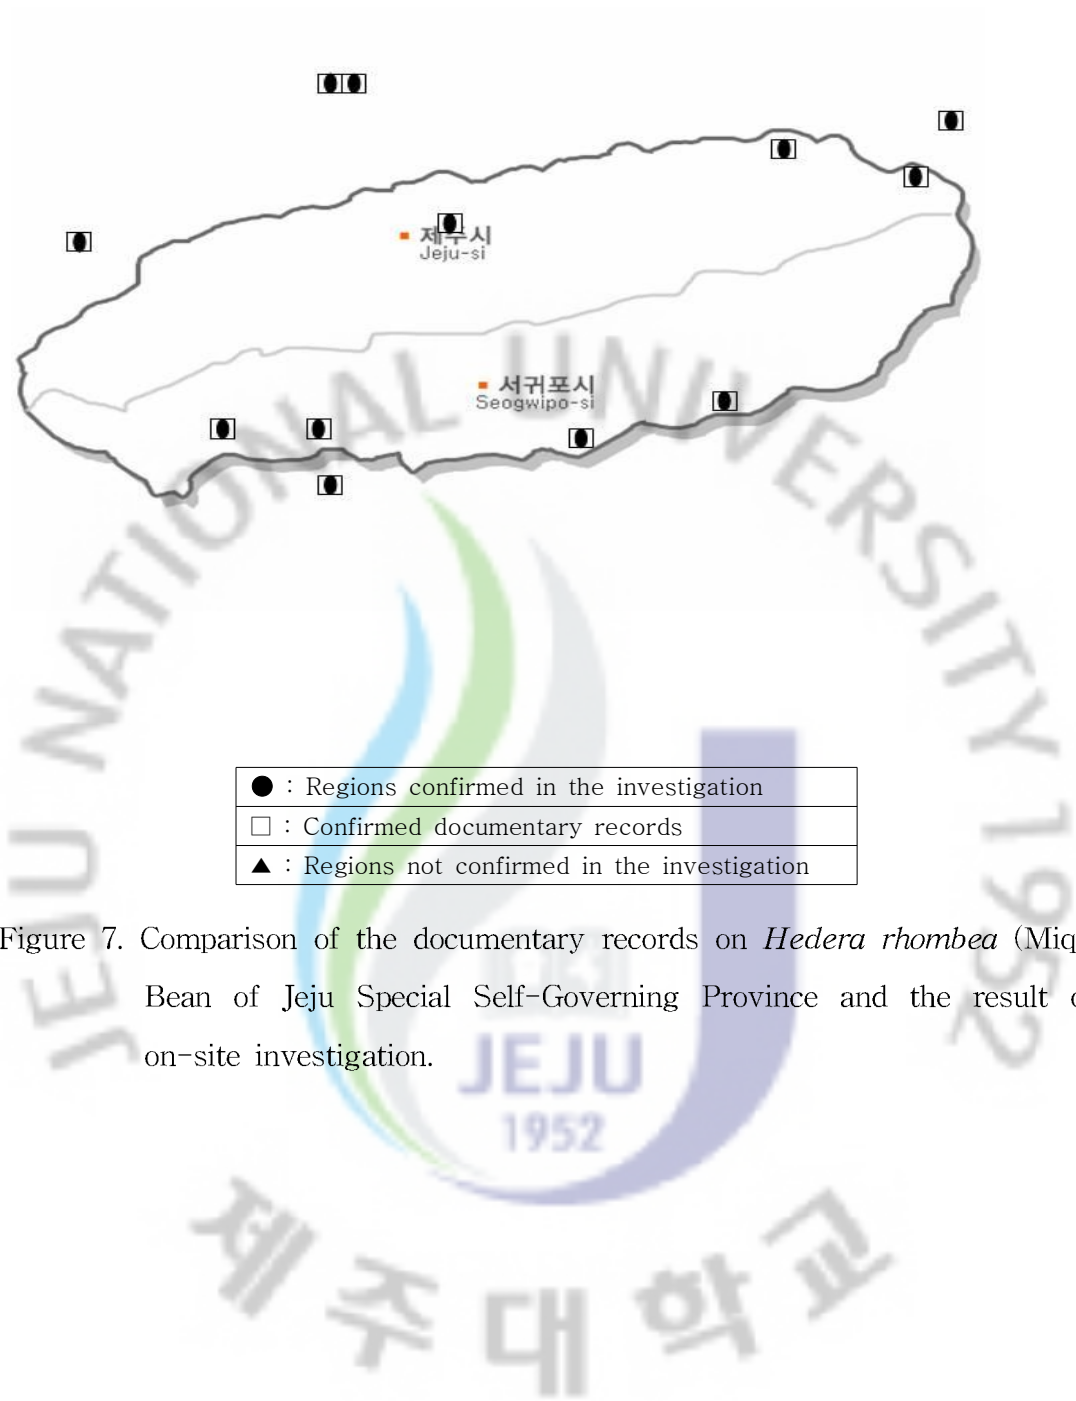 제주시
Jeju-si
서귀포시
Seogwipo-si
● : Regions confirmed in the investigation
□ : Confirmed documentary records
▲ : Regions not confirmed in the investigation
Figure 7. Comparison of the documentary records on Hedera rhombea (Miq
Bean of Jeju Special Self-Governing Province and the result o
on-site investigation.
JEJU NATIONAL UNIVERSITY 1952
JEJU
1952
제주대학교